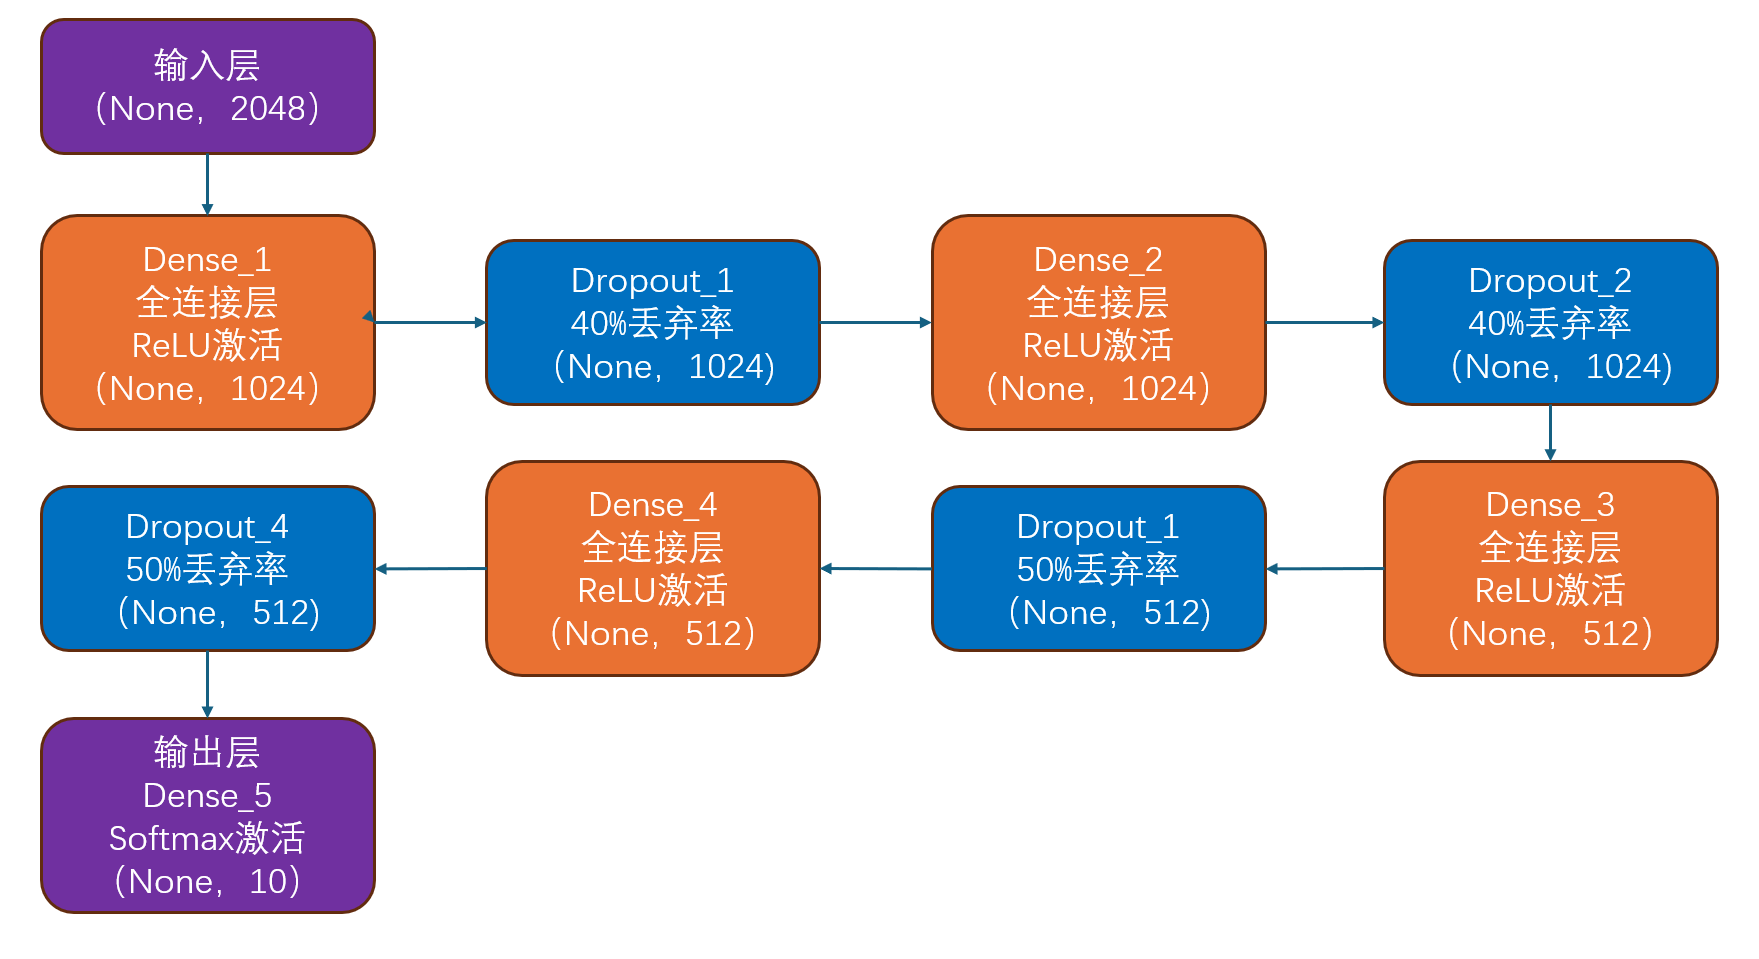 输入层
（None，2048）
Dense_1
全连接层
ReLU激活
（None，1024）
Dropout_1
40%丢弃率
（None，1024)
Dense_2
全连接层
ReLU激活
（None，1024）
Dropout_2
40%丢弃率
（None，1024)
Dense_3
全连接层
ReLU激活
（None，512）
Dropout_1
50%丢弃率
（None，512)
Dense_4
全连接层
ReLU激活
（None，512）
Dropout_4
50%丢弃率
（None，512)
输出层
Dense_5
Softmax激活
（None，10）